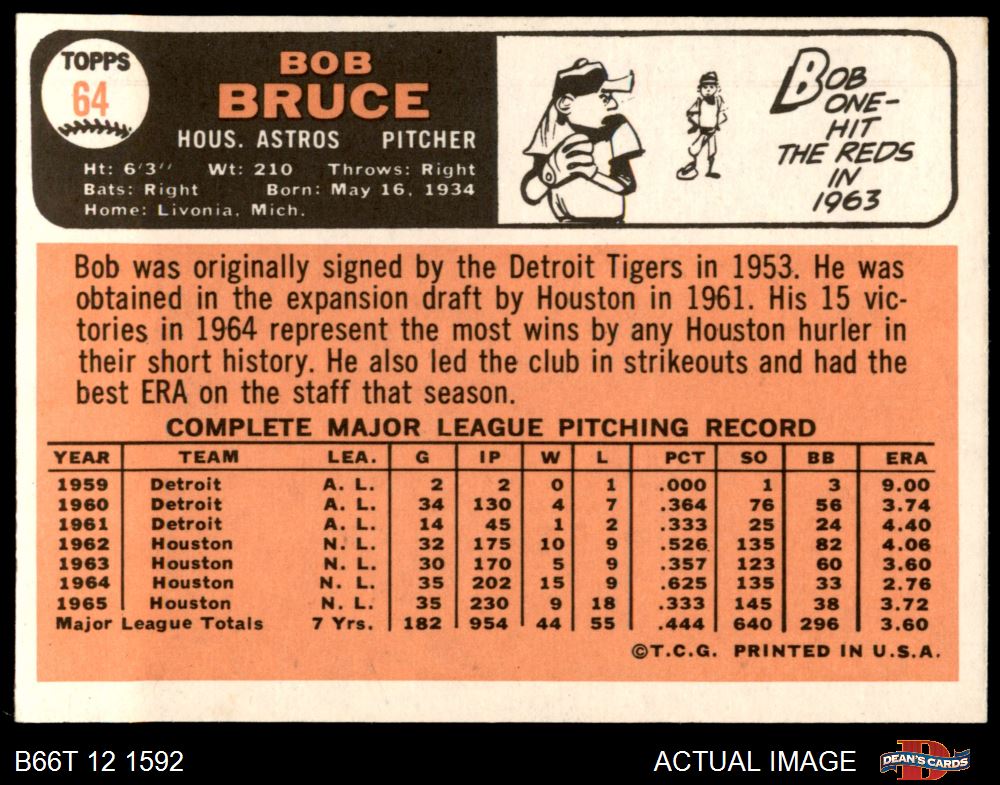 TOPPS
64
BOB
BRUCE
HOUS. ASTROS PITCHER
Ht: 6'3" Wt: 210 Throws: Right
Bats: Right Born: May 16, 1934
Home: Livonia, Mich.
BOB
ONE-
HIT
THE REDS
IN
1963
Bob was originally signed by the Detroit Tigers in 1953. He was
obtained in the expansion draft by Houston in 1961. His 15 vic-
tories in 1964 represent the most wins by any Houston hurler in
their short history. He also led the club in strikeouts and had the
best ERA on the staff that season.
COMPLETE MAJOR LEAGUE PITCHING RECORD
YEAR TEAM LEA. G IP W L PCT SO BB ERA
1959 Detroit A. L. 2 2 0 1 .000 1 3 9.00
1960 Detroit A. L. 34 130 4 7 .364 76 56 3.74
1961 Detroit A. L. 14 45 1 2 .333 25 24 4.40
1962 Houston N. L. 32 175 10 9 .526 135 82 4.06
1963 Houston N. L. 30 170 5 9 .357 123 60 3.60
1964 Houston N. L. 35 202 15 9 .625 135 33 2.76
1965 Houston N. L. 35 230 9 18 .333 145 38 3.72
Major League Totals 7 Yrs. 182 954 44 55 .444 640 296 3.60
©T.C.G. PRINTED IN U.S.A.
B66T 12 1592
ACTUAL IMAGE
D
DEAN'S CARDS